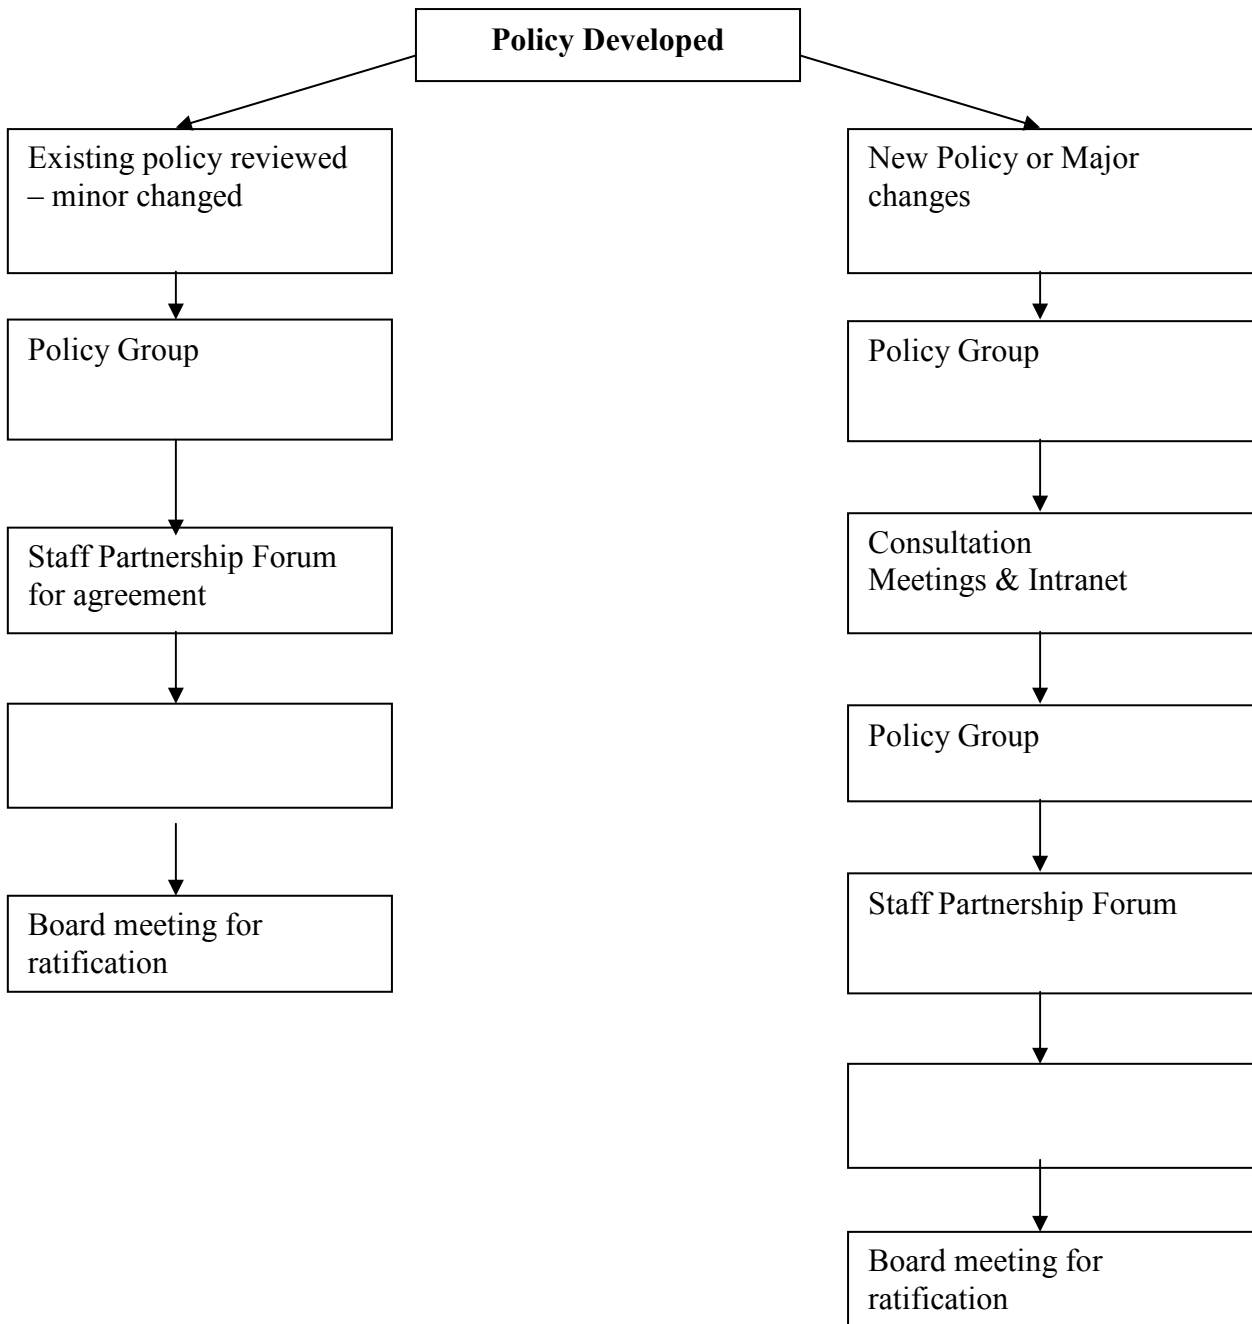 Policy Developed
Existing policy reviewed
– minor changed
Policy Group
Staff Partnership Forum
for agreement
Board meeting for
ratification
New Policy or Major
changes
Policy Group
Consultation
Meetings & Intranet
Policy Group
Staff Partnership Forum
Board meeting for
ratification